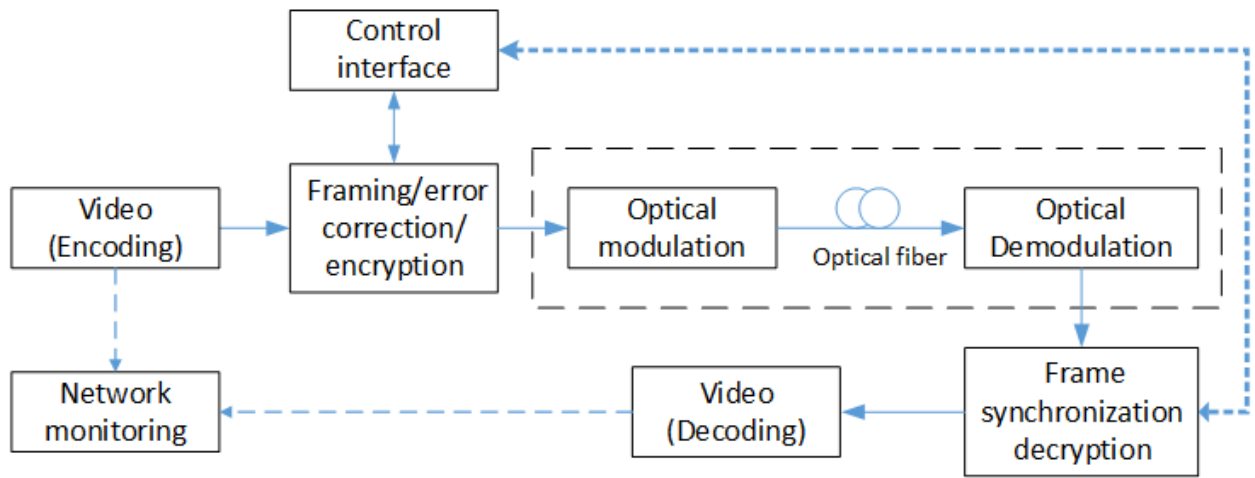 Control
interface
Video
(Encoding)
Framing/error
correction/
encryption
Optical
modulation
Optical fiber
Optical
Demodulation
Network
monitoring
Video
(Decoding)
Frame
synchronization
decryption